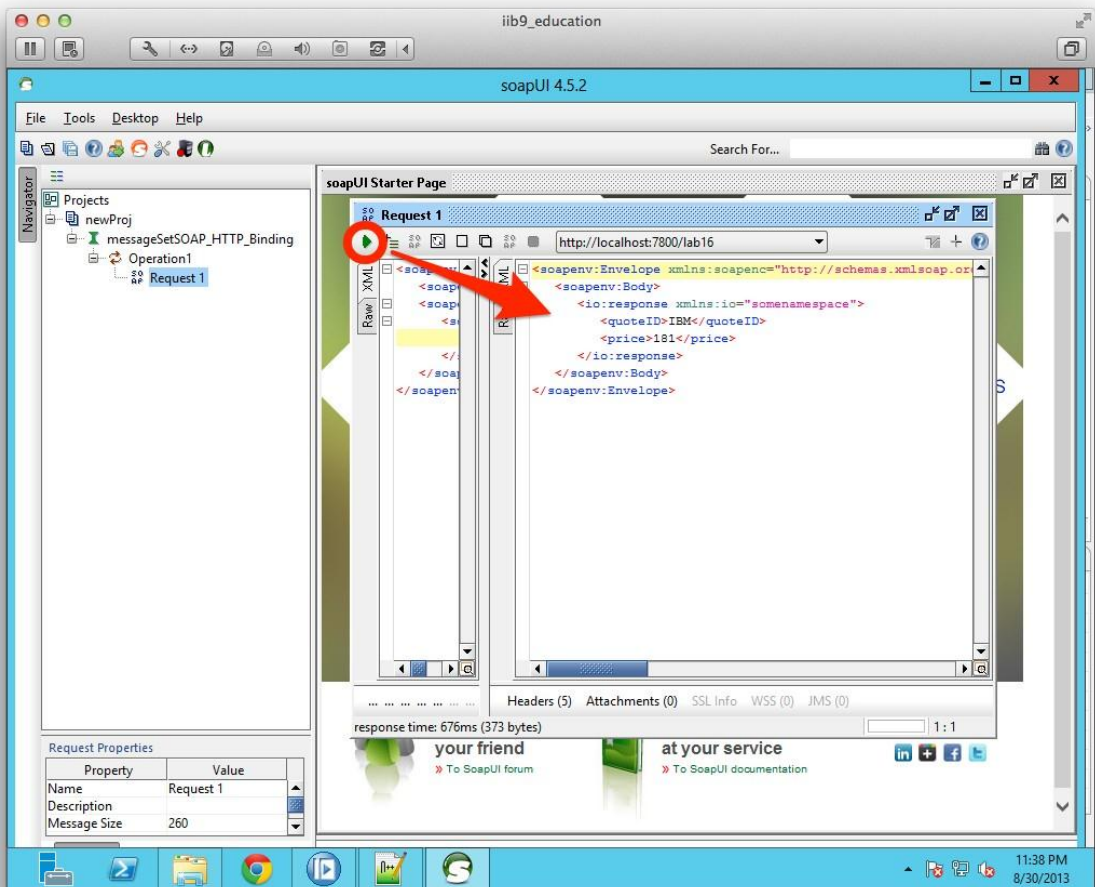 iib9_education
soapUI 4.5.2
File Tools Desktop Help
Search For...
Navigator
Projects
newProj
messageSetSOAP_HTTP_Binding
Operation1
Request 1
soapUI Starter Page
Request 1
http://localhost:7800/lab16
XML
Raw
<soapenv:Envelope xmlns:soapenc="http://schemas.xmlsoap.or
<soapenv:Body>
<io:response xmlns:io="somenamespace">
<quoteID>IBM</quoteID>
<price>181</price>
</io:response>
</soapenv:Body>
</soapenv:Envelope>
<soape
<soape
</soapen
Headers (5) Attachments (0) SSL Info WSS (0) JMS (0)
response time: 676ms (373 bytes)
1 : 1
your friend
» To SoapUI forum
at your service
» To SoapUI documentation
Request Properties
Property Value
Name Request 1
Description
Message Size 260
11:38 PM
8/30/2013